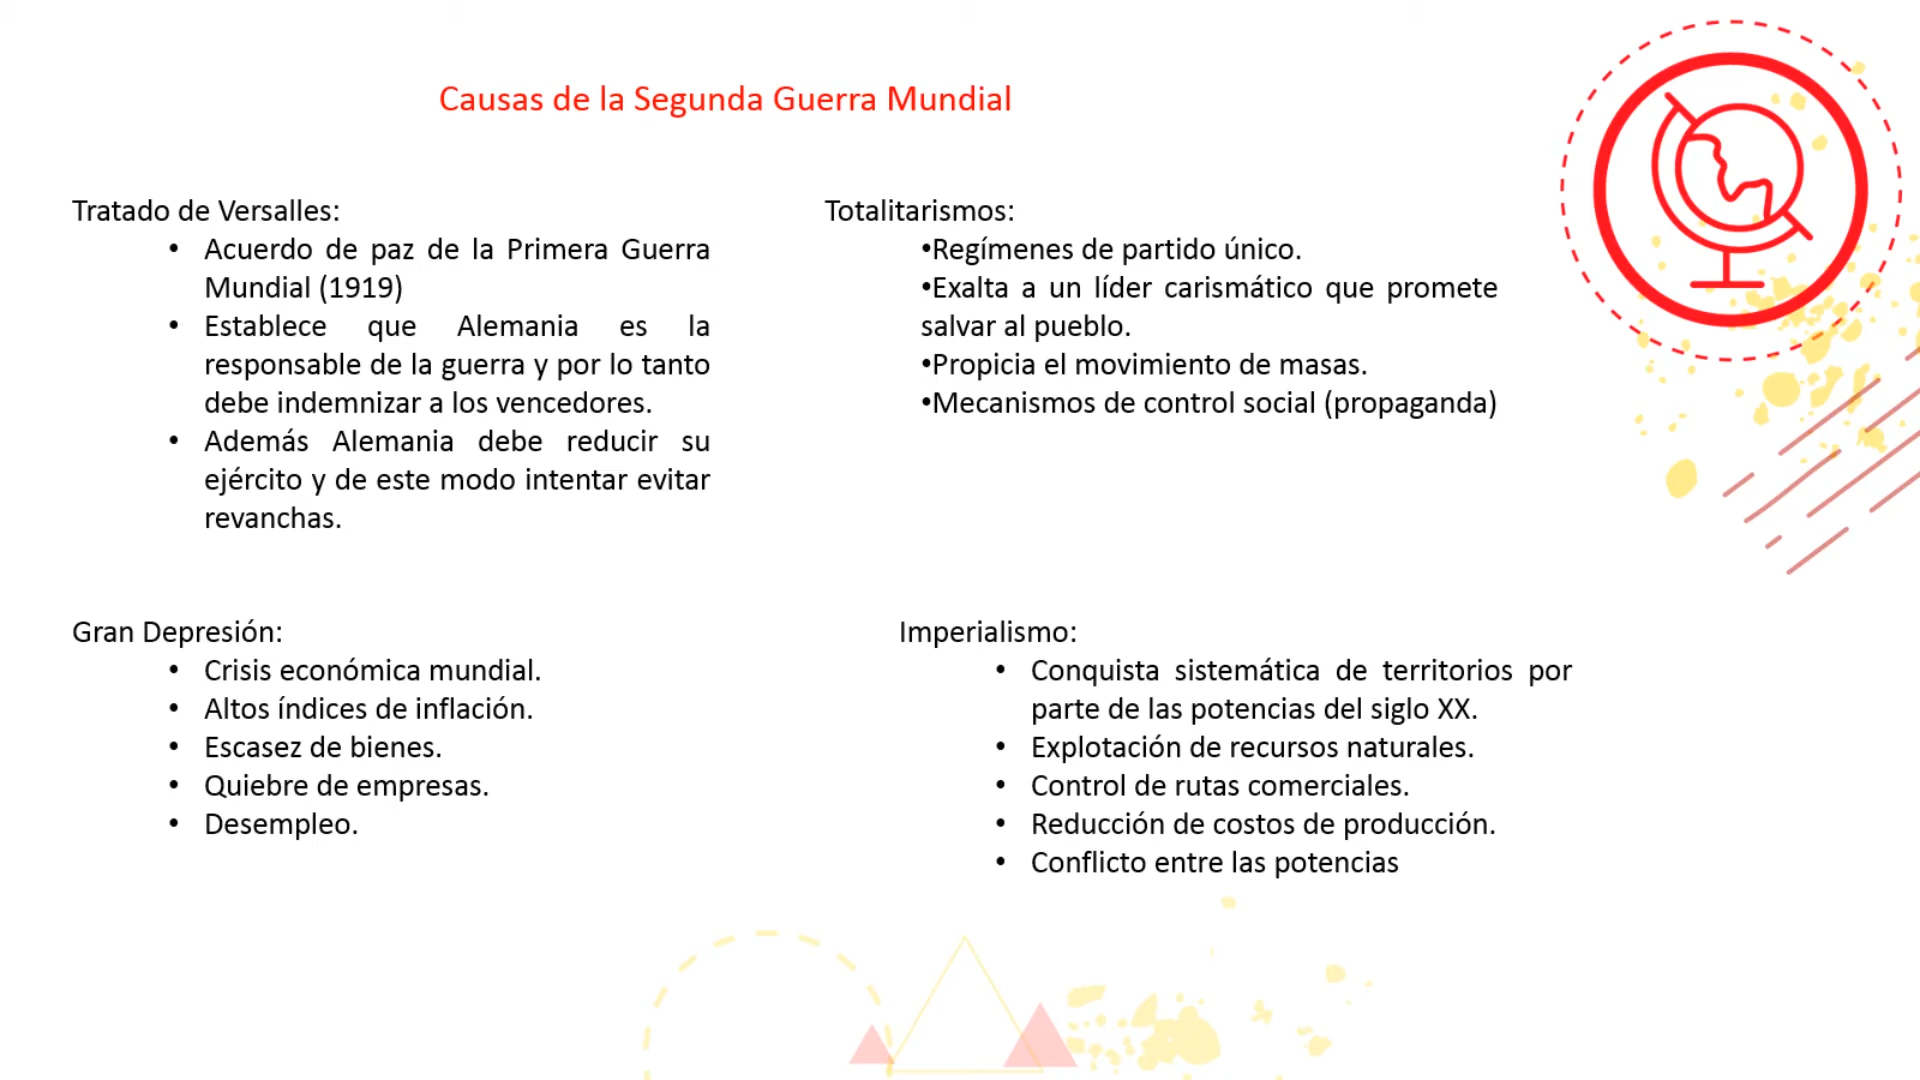 Causas de la Segunda Guerra Mundial
Tratado de Versalles:
• Acuerdo de paz de la Primera Guerra
Mundial (1919)
• Establece que Alemania es la
responsable de la guerra y por lo tanto
debe indemnizar a los vencedores.
• Además Alemania debe reducir su
ejército y de este modo intentar evitar
revanchas.
Totalitarismos:
•Regímenes de partido único.
•Exalta a un líder carismático que promete
salvar al pueblo.
•Propicia el movimiento de masas.
•Mecanismos de control social (propaganda)
Gran Depresión:
• Crisis económica mundial.
• Altos índices de inflación.
• Escasez de bienes.
• Quiebre de empresas.
• Desempleo.
Imperialismo:
• Conquista sistemática de territorios por
parte de las potencias del siglo XX.
• Explotación de recursos naturales.
• Control de rutas comerciales.
• Reducción de costos de producción.
• Conflicto entre las potencias